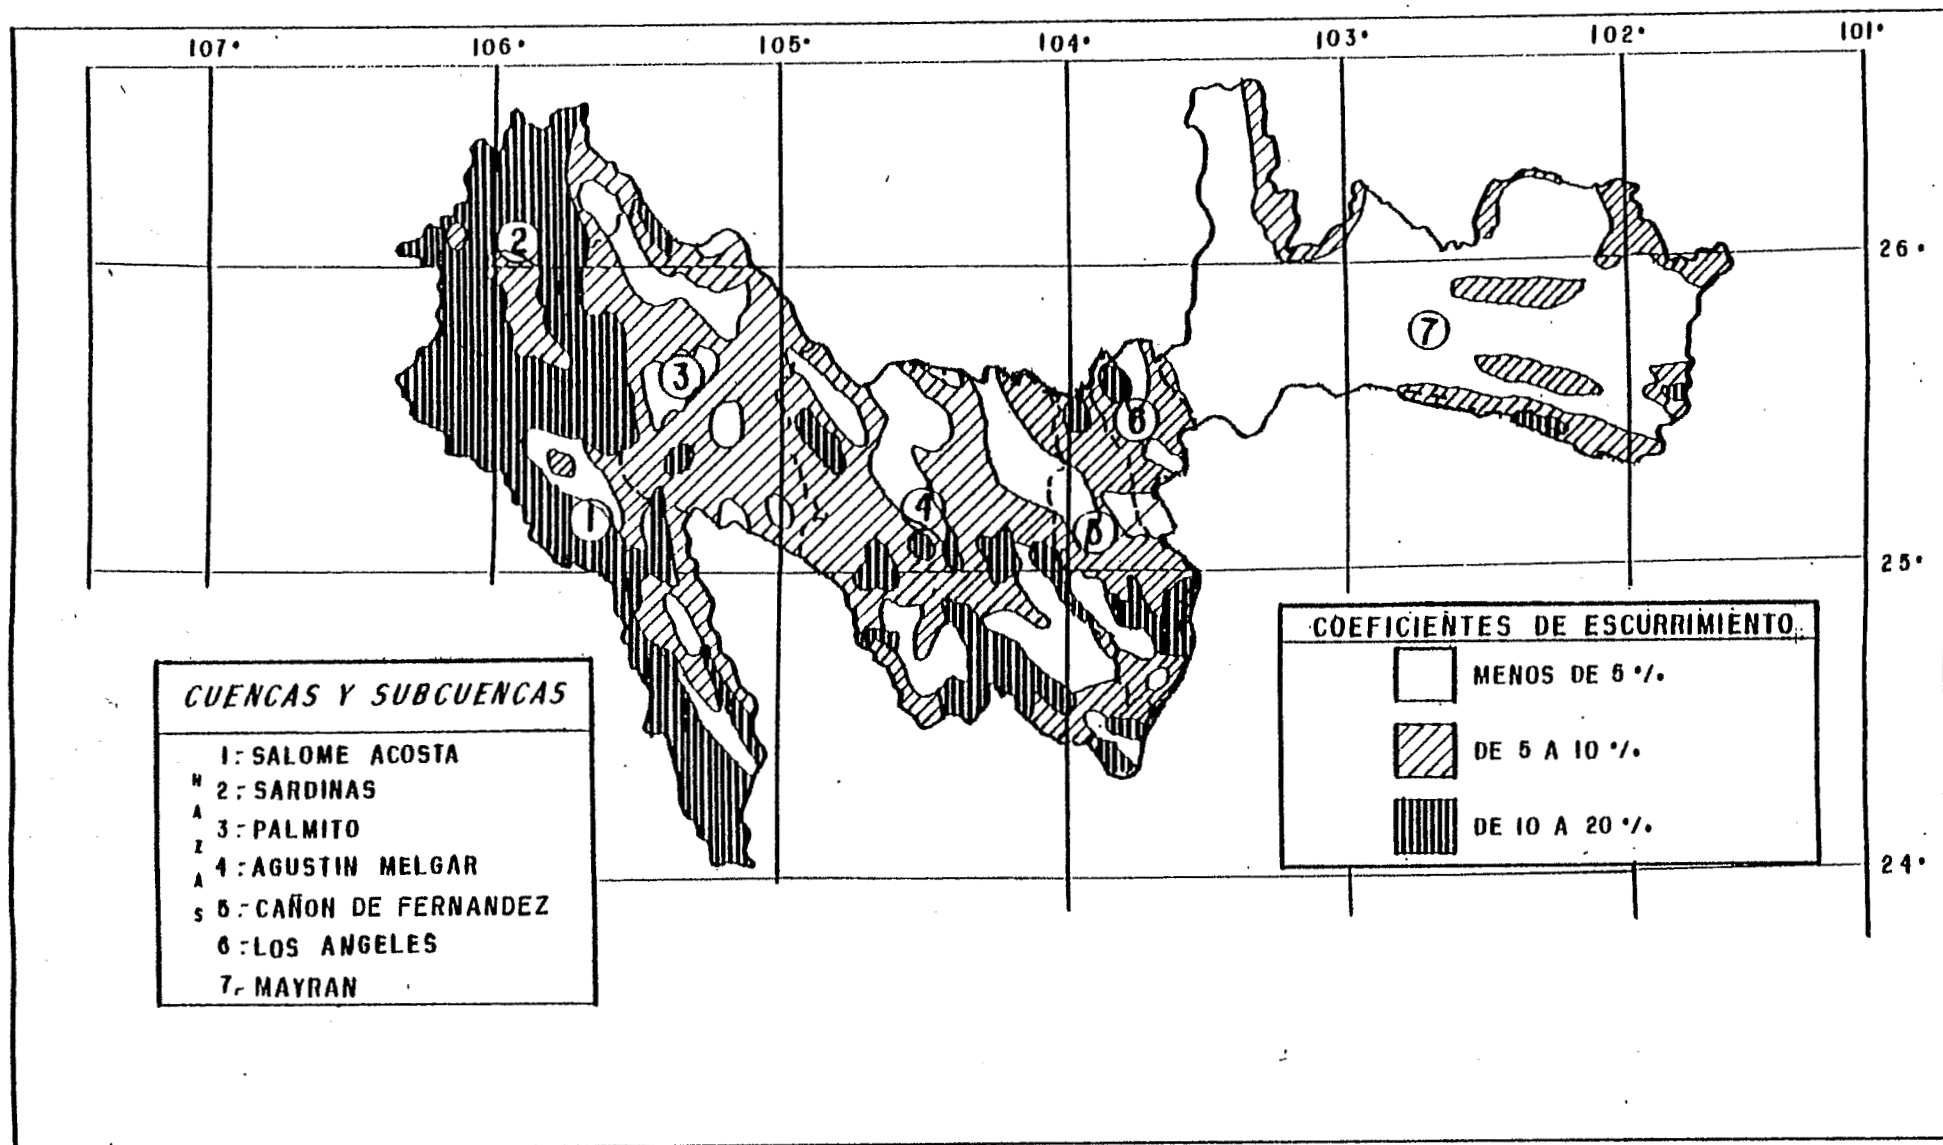 107° 106° 105° 104° 103° 102° 101°
26°
25°
24°
1
2
3
4
5
6
7
CUENCAS Y SUBCUENCAS
NAZAS
1.- SALOME ACOSTA
2.- SARDINAS
3.- PALMITO
4.- AGUSTIN MELGAR
5.- CAÑON DE FERNANDEZ
6.- LOS ANGELES
7.- MAYRAN
COEFICIENTES DE ESCURRIMIENTO
MENOS DE 5 %
DE 5 A 10 %
DE 10 A 20 %